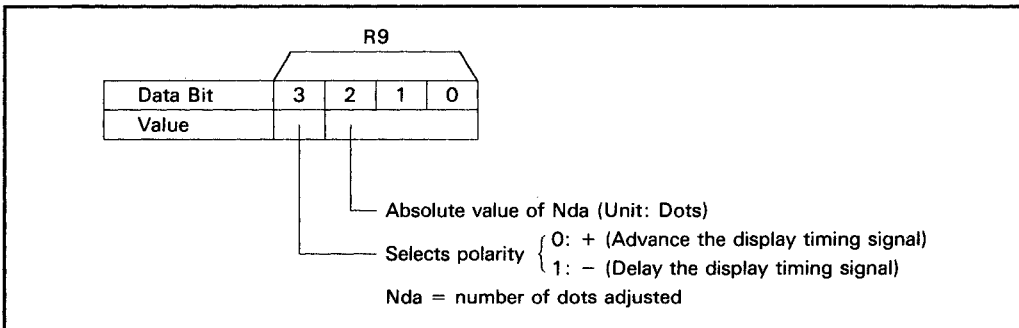 R9
Data Bit 3 2 1 0
Value
Absolute value of Nda (Unit: Dots)
Selects polarity { 0: + (Advance the display timing signal)
1: − (Delay the display timing signal)
Nda = number of dots adjusted